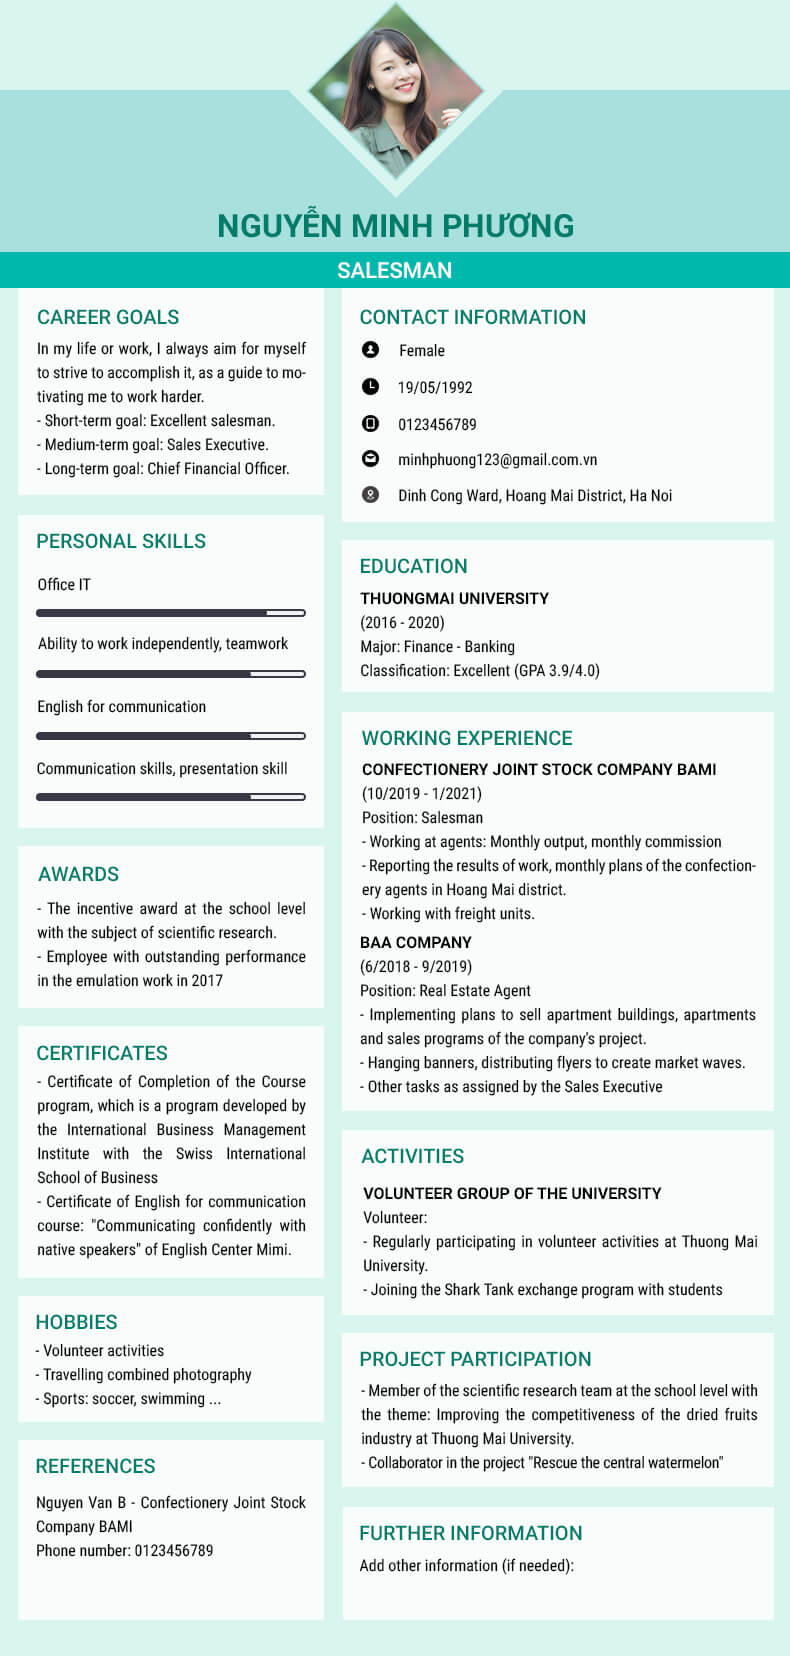 NGUYỄN MINH PHƯƠNG
SALESMAN
CAREER GOALS
In my life or work, I always aim for myself
to strive to accomplish it, as a guide to mo-
tivating me to work harder.
- Short-term goal: Excellent salesman.
- Medium-term goal: Sales Executive.
- Long-term goal: Chief Financial Officer.
PERSONAL SKILLS
Office IT
Ability to work independently, teamwork
English for communication
Communication skills, presentation skill
AWARDS
- The incentive award at the school level
with the subject of scientific research.
- Employee with outstanding performance
in the emulation work in 2017
CERTIFICATES
- Certificate of Completion of the Course
program, which is a program developed by
the International Business Management
Institute with the Swiss International
School of Business
- Certificate of English for communication
course: "Communicating confidently with
native speakers" of English Center Mimi.
HOBBIES
- Volunteer activities
- Travelling combined photography
- Sports: soccer, swimming ...
REFERENCES
Nguyen Van B - Confectionery Joint Stock
Company BAMI
Phone number: 0123456789
CONTACT INFORMATION
Female
19/05/1992
0123456789
minhphuong123@gmail.com.vn
Dinh Cong Ward, Hoang Mai District, Ha Noi
EDUCATION
THUONGMAI UNIVERSITY
(2016 - 2020)
Major: Finance - Banking
Classification: Excellent (GPA 3.9/4.0)
WORKING EXPERIENCE
CONFECTIONERY JOINT STOCK COMPANY BAMI
(10/2019 - 1/2021)
Position: Salesman
- Working at agents: Monthly output, monthly commission
- Reporting the results of work, monthly plans of the confection-
ery agents in Hoang Mai district.
- Working with freight units.
BAA COMPANY
(6/2018 - 9/2019)
Position: Real Estate Agent
- Implementing plans to sell apartment buildings, apartments
and sales programs of the company's project.
- Hanging banners, distributing flyers to create market waves.
- Other tasks as assigned by the Sales Executive
ACTIVITIES
VOLUNTEER GROUP OF THE UNIVERSITY
Volunteer:
- Regularly participating in volunteer activities at Thuong Mai
University.
- Joining the Shark Tank exchange program with students
PROJECT PARTICIPATION
- Member of the scientific research team at the school level with
the theme: Improving the competitiveness of the dried fruits
industry at Thuong Mai University.
- Collaborator in the project "Rescue the central watermelon"
FURTHER INFORMATION
Add other information (if needed):